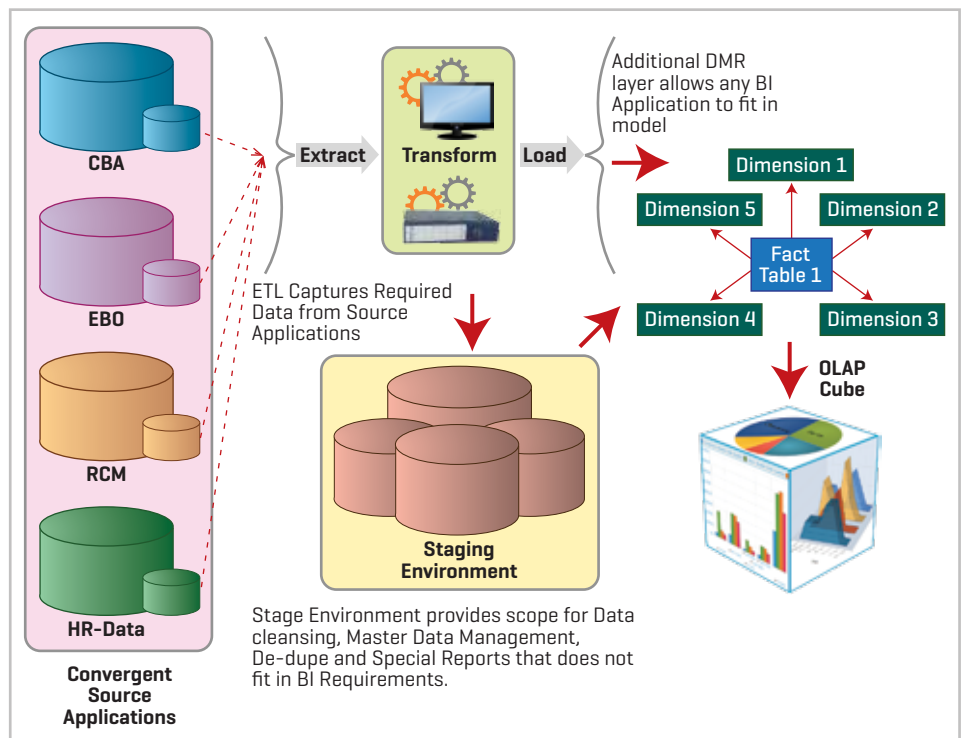 CBA
EBO
RCM
HR-Data
Convergent
Source
Applications
Extract
Transform
Load
ETL Captures Required
Data from Source
Applications
Staging
Environment
Stage Environment provides scope for Data
cleansing, Master Data Management,
De-dupe and Special Reports that does not
fit in BI Requirements.
Additional DMR
layer allows any BI
Application to fit in
model
Dimension 1
Dimension 5
Dimension 2
Fact
Table 1
Dimension 4
Dimension 3
OLAP
Cube